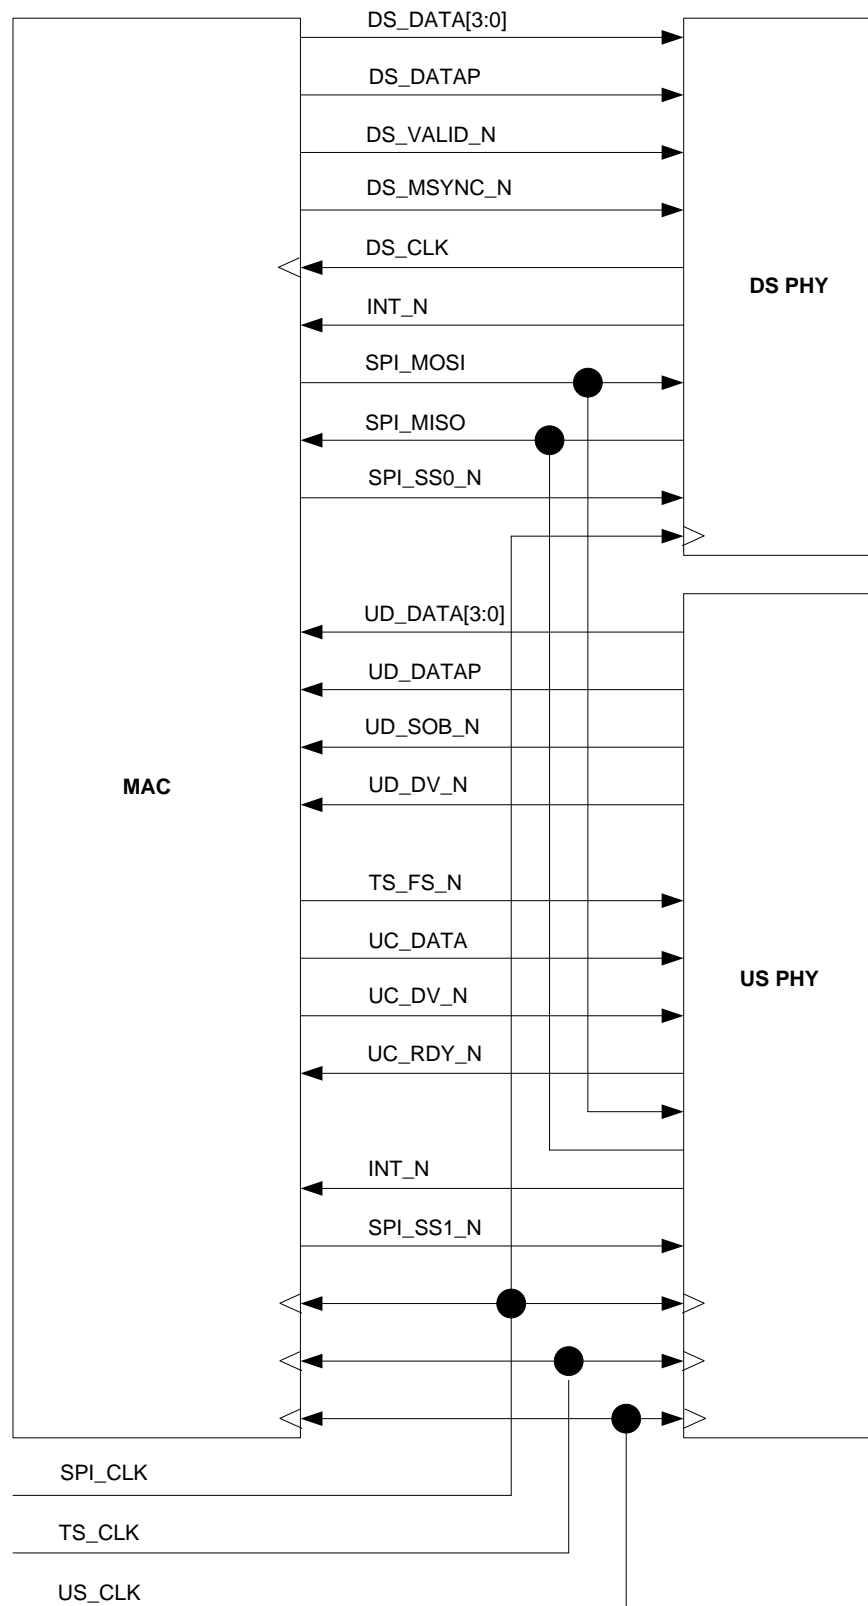 DS_DATA[3:0]
DS_DATAP
DS_VALID_N
DS_MSYNC_N
DS_CLK
DS PHY
INT_N
SPI_MOSI
SPI_MISO
SPI_SS0_N
UD_DATA[3:0]
UD_DATAP
UD_SOB_N
MAC
UD_DV_N
TS_FS_N
UC_DATA
US PHY
UC_DV_N
UC_RDY_N
INT_N
SPI_SS1_N
SPI_CLK
TS_CLK
US_CLK